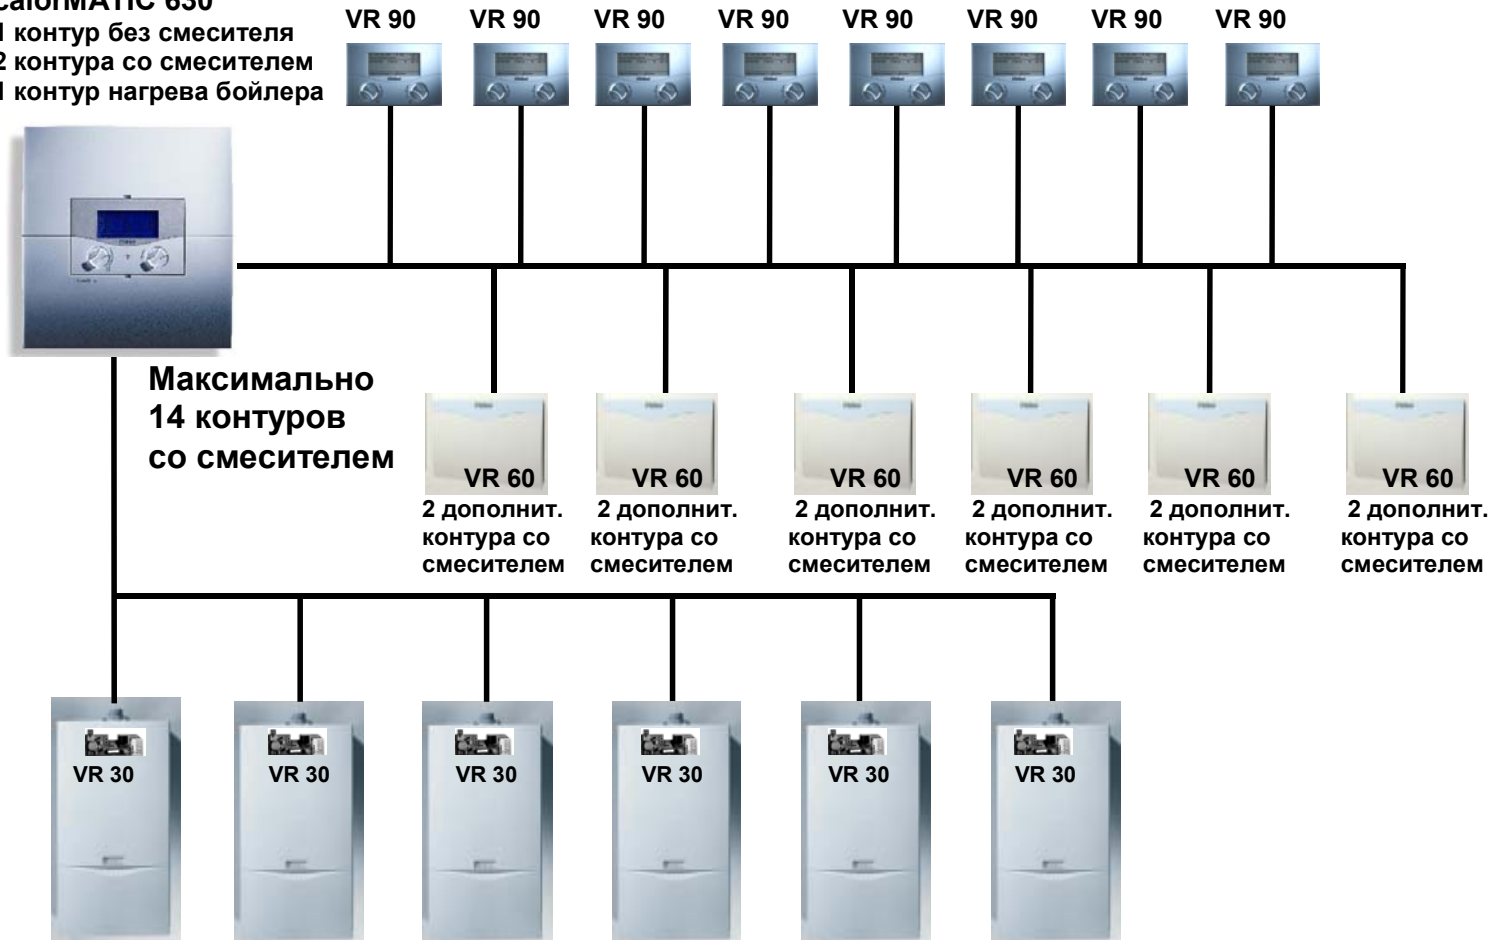 calorMATIC 630
1 контур без смесителя
2 контура со смесителем
1 контур нагрева бойлера
VR 90 VR 90 VR 90 VR 90 VR 90 VR 90 VR 90 VR 90
Максимально
14 контуров
со смесителем
VR 60 VR 60 VR 60 VR 60 VR 60 VR 60
2 дополнит. 2 дополнит. 2 дополнит. 2 дополнит. 2 дополнит. 2 дополнит.
контура со контура со контура со контура со контура со контура со
смесителем смесителем смесителем смесителем смесителем смесителем
VR 30 VR 30 VR 30 VR 30 VR 30 VR 30